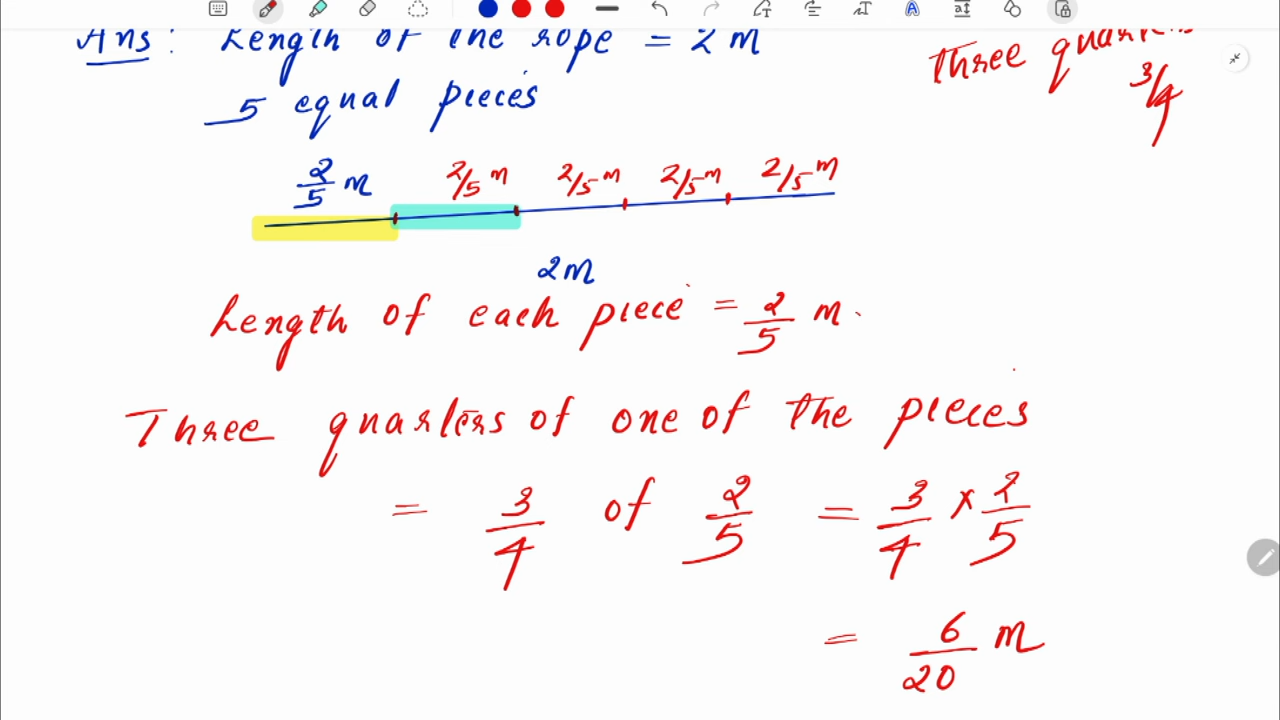 Ans: Length of the rope = 2 m
three quarters
3/4
5 equal pieces
2/5 m 2/5 m 2/5 m 2/5 m 2/5 m
2m
Length of each piece = 2/5 m.
Three quarters of one of the pieces
= 3/4 of 2/5 = 3/4 × 2/5
= 6/20 m